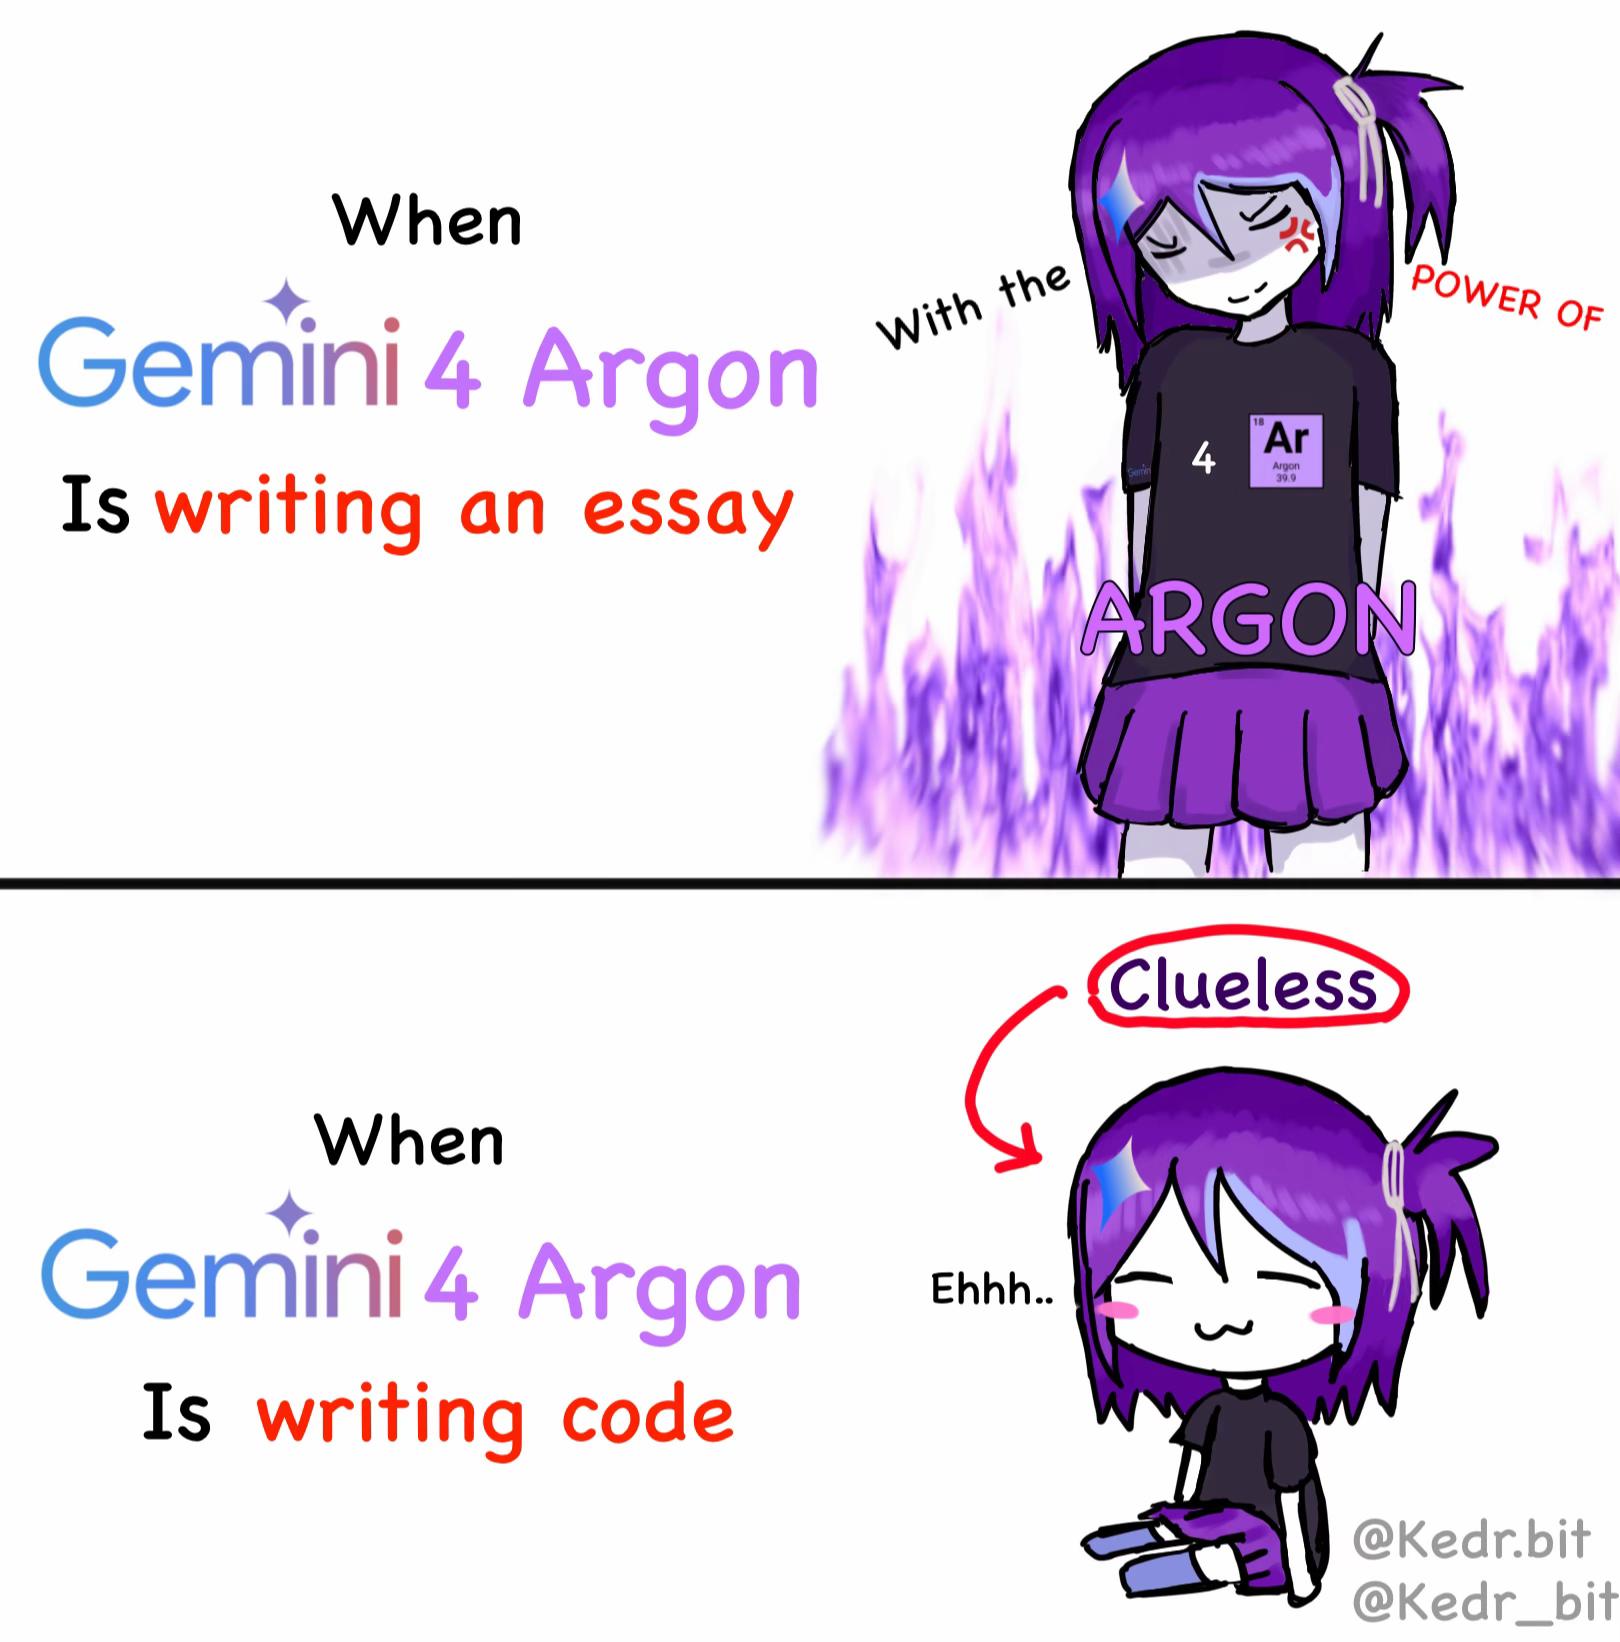 When
Gemini 4 Argon
Is writing an essay
With the
POWER OF
4
18
Ar
Argon
39.9
Gemini
ARGON
Clueless
When
Gemini 4 Argon
Is writing code
Ehhh..
@Kedr.bit
@Kedr_bit